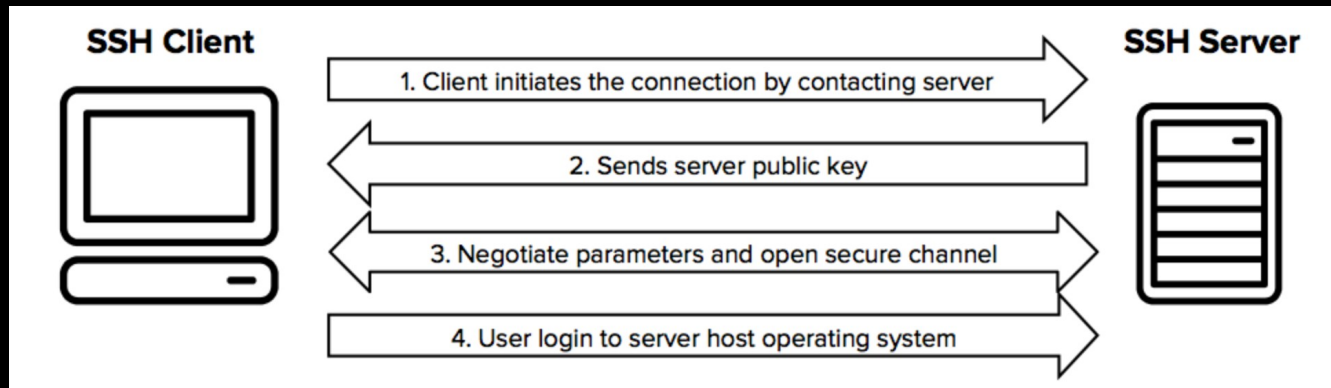 SSH Client
SSH Server
1. Client initiates the connection by contacting server
2. Sends server public key
3. Negotiate parameters and open secure channel
4. User login to server host operating system